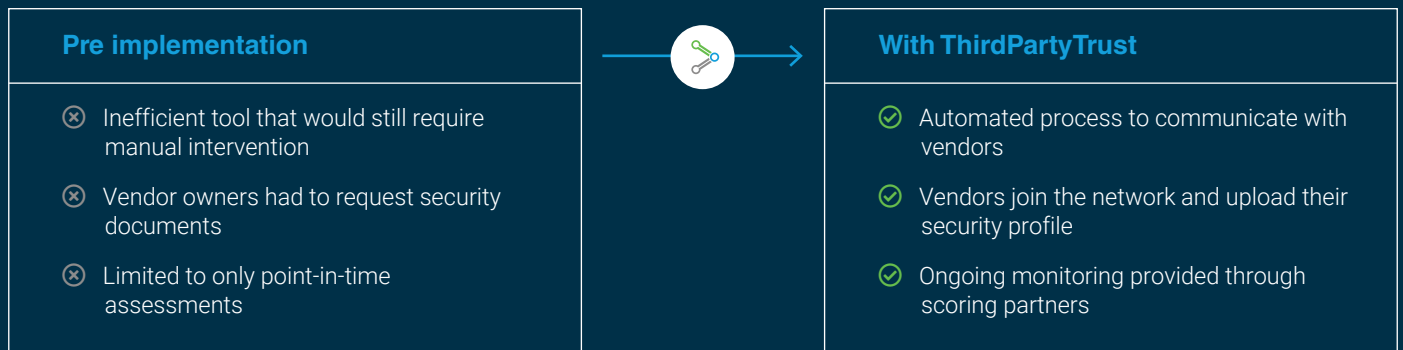 Pre implementation
Inefficient tool that would still require
manual intervention
Vendor owners had to request security
documents
Limited to only point-in-time
assessments
With ThirdPartyTrust
Automated process to communicate with
vendors
Vendors join the network and upload their
security profile
Ongoing monitoring provided through
scoring partners